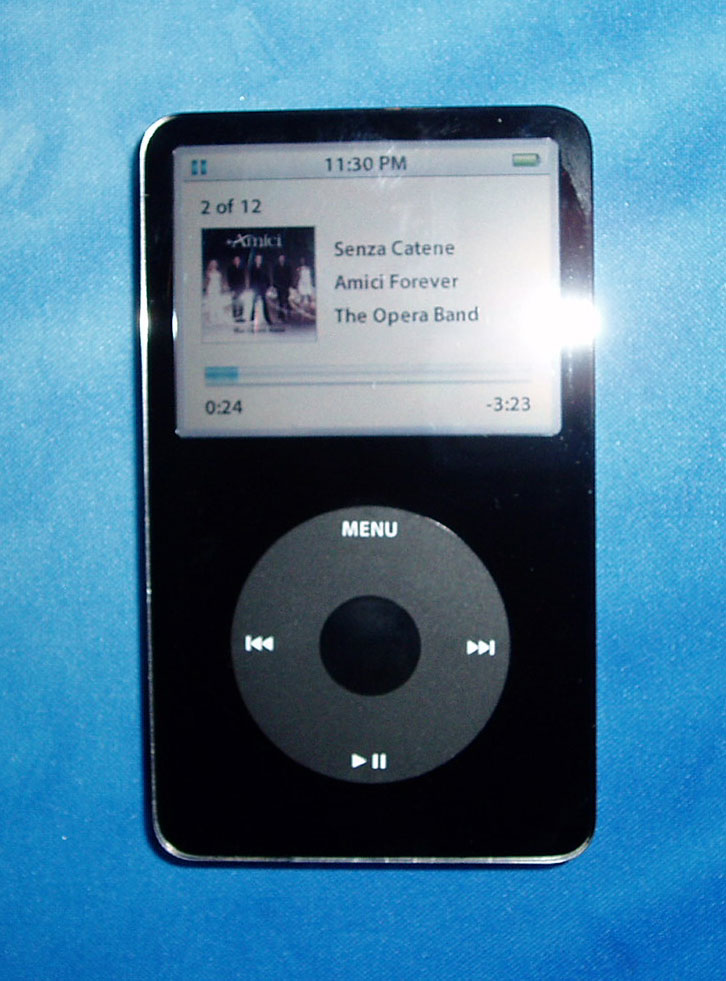 11:30 PM
2 of 12
Amici
Senza Catene
Amici Forever
The Opera Band
0:24
-3:23
MENU